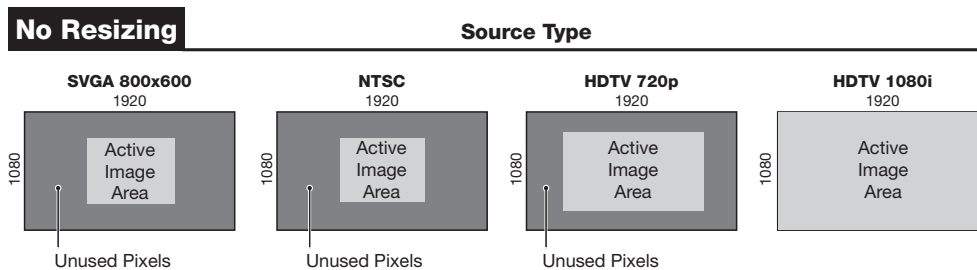 No Resizing
Source Type
SVGA 800x600
NTSC
HDTV 720p
HDTV 1080i
1920
1920
1920
1920
1080
Active
Image
Area
1080
Active
Image
Area
1080
Active
Image
Area
1080
Active
Image
Area
Unused Pixels
Unused Pixels
Unused Pixels